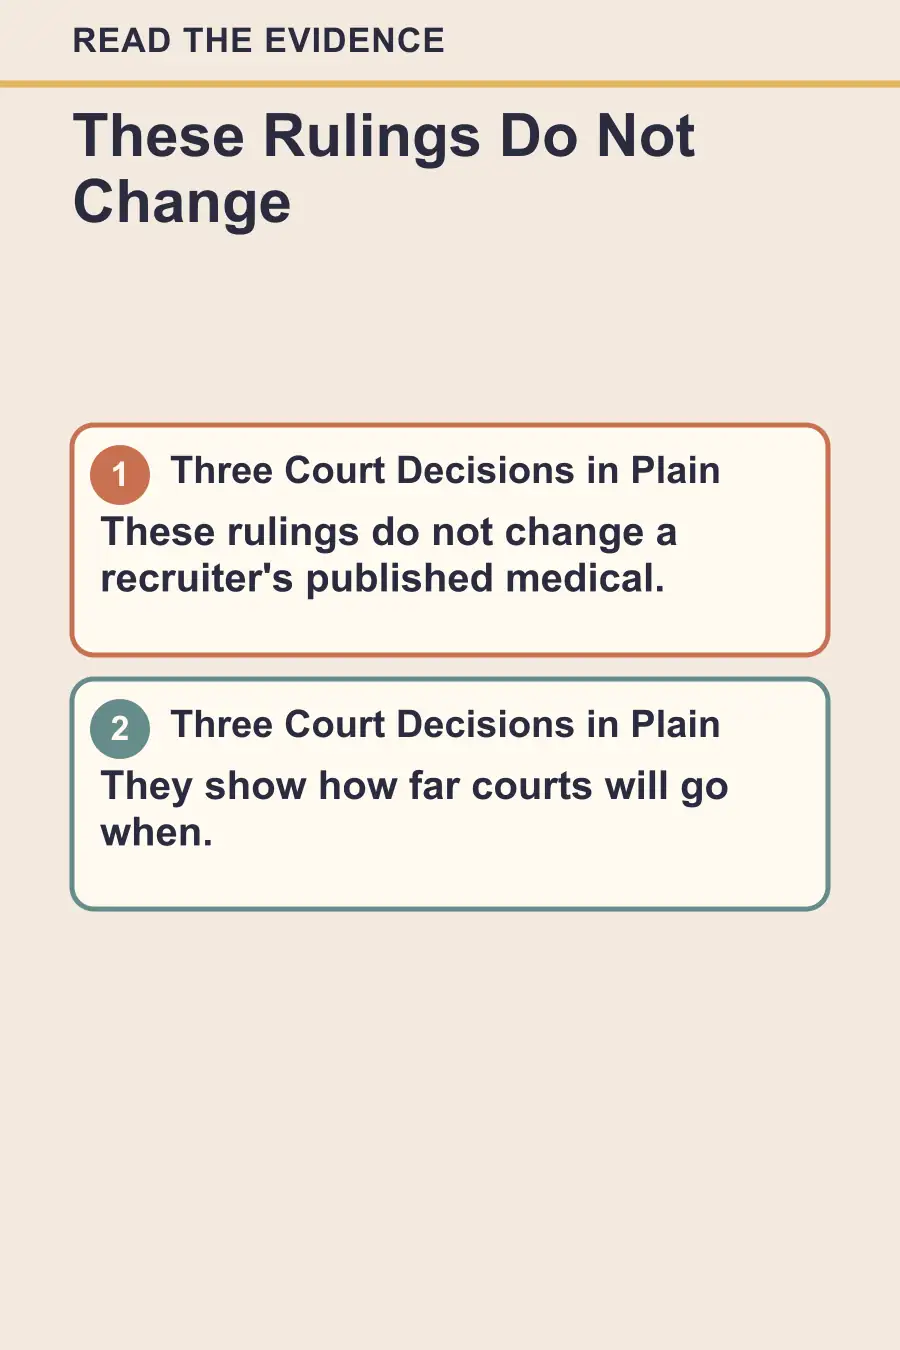 READ THE EVIDENCE
These Rulings Do Not
Change
1 Three Court Decisions in Plain
These rulings do not change a
recruiter's published medical.
2 Three Court Decisions in Plain
They show how far courts will go
when.